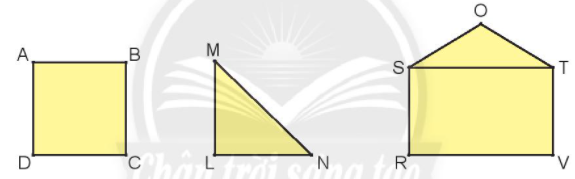 O
A B M S T
D C L N R V
Chân trời sáng tạo